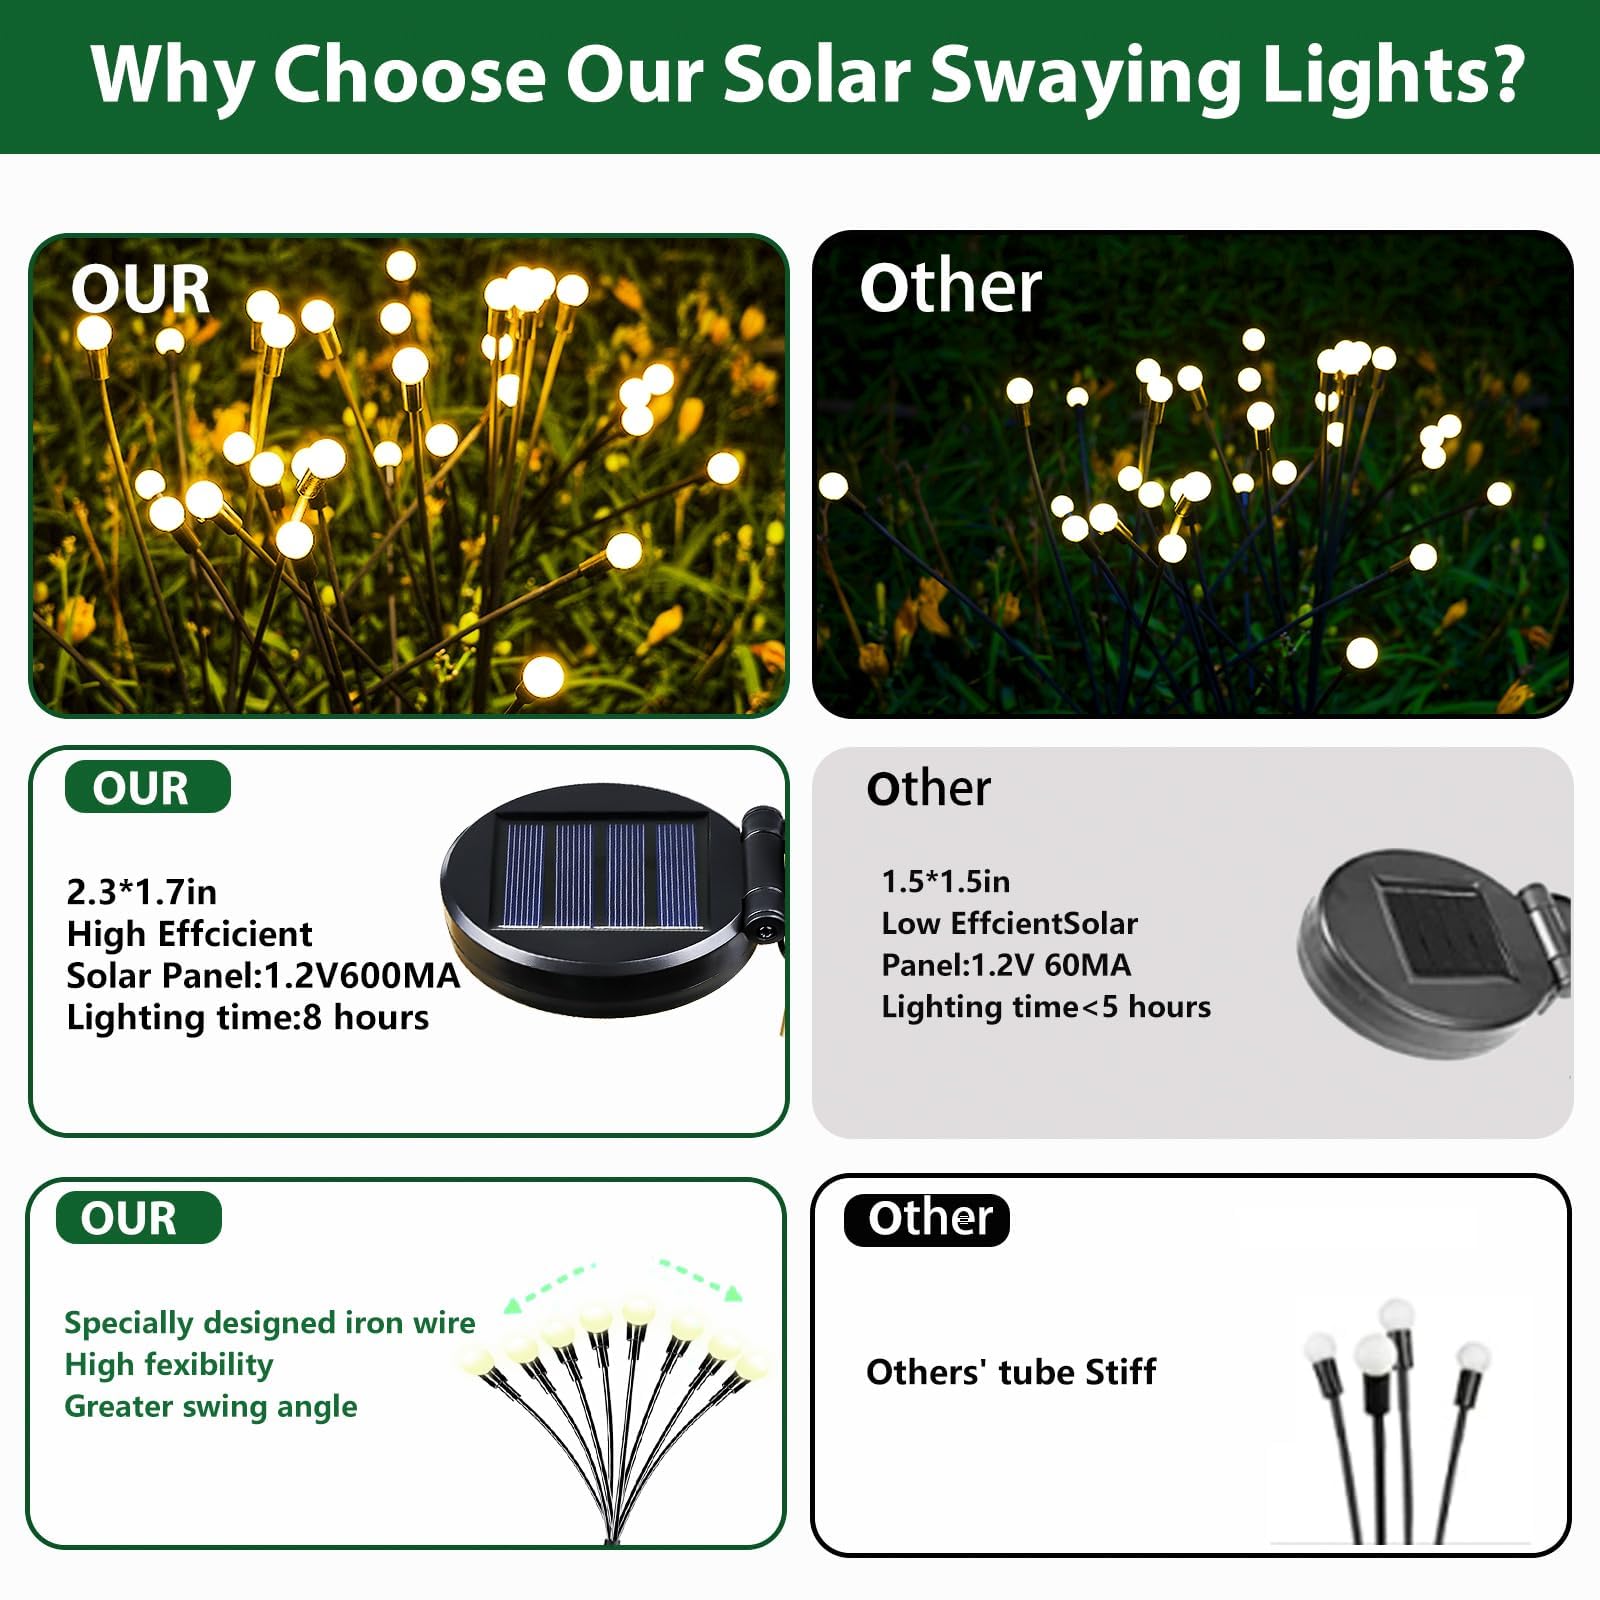 Why Choose Our Solar Swaying Lights?
OUR
Other
OUR
2.3*1.7in
High Effcicient
Solar Panel:1.2V600MA
Lighting time:8 hours
Other
1.5*1.5in
Low EffcientSolar
Panel:1.2V 60MA
Lighting time<5 hours
OUR
Specially designed iron wire
High fexibility
Greater swing angle
Other
Others' tube Stiff